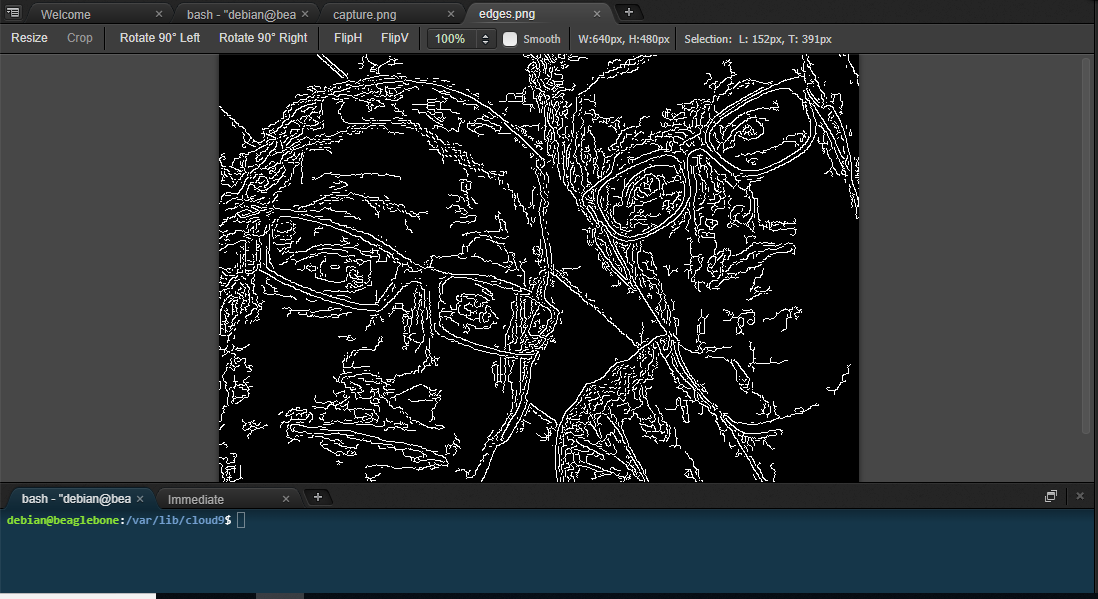 Welcome
bash - "debian@bea
capture.png
edges.png
Resize Crop Rotate 90° Left Rotate 90° Right FlipH FlipV 100% Smooth W:640px, H:480px Selection: L: 152px, T: 391px
bash - "debian@bea
Immediate
debian@beaglebone:/var/lib/cloud9$